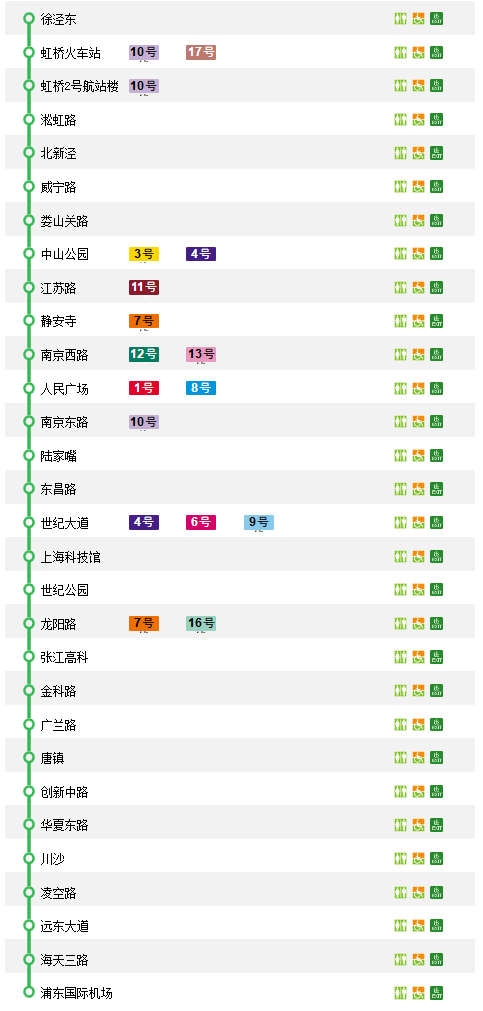 徐泾东
虹桥火车站 10号 17号
虹桥2号航站楼 10号
淞虹路
北新泾
威宁路
娄山关路
中山公园 3号 4号
江苏路 11号
静安寺 7号
南京西路 12号 13号
人民广场 1号 8号
南京东路 10号
陆家嘴
东昌路
世纪大道 4号 6号 9号
上海科技馆
世纪公园
龙阳路 7号 16号
张江高科
金科路
广兰路
唐镇
创新中路
华夏东路
川沙
凌空路
远东大道
海天三路
浦东国际机场